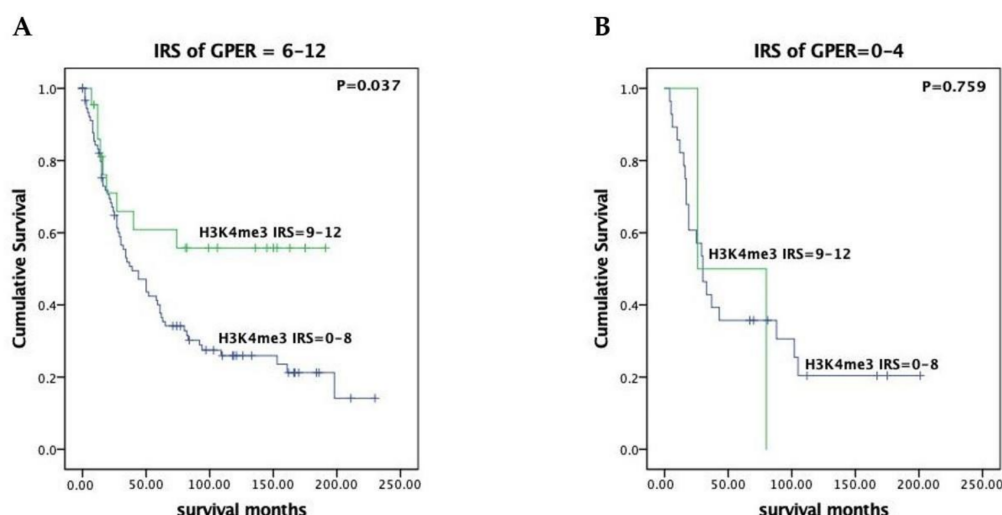 A
IRS of GPER = 6-12
P=0.037
1.0
0.8
0.6
0.4
0.2
0.0
Cumulative Survival
H3K4me3 IRS=9-12
H3K4me3 IRS=0-8
0.00 50.00 100.00 150.00 200.00 250.00
survival months
B
IRS of GPER=0-4
P=0.759
1.0
0.8
0.6
0.4
0.2
0.0
Cumulative Survival
H3K4me3 IRS=9-12
H3K4me3 IRS=0-8
0.00 50.00 100.00 150.00 200.00 250.00
survival months